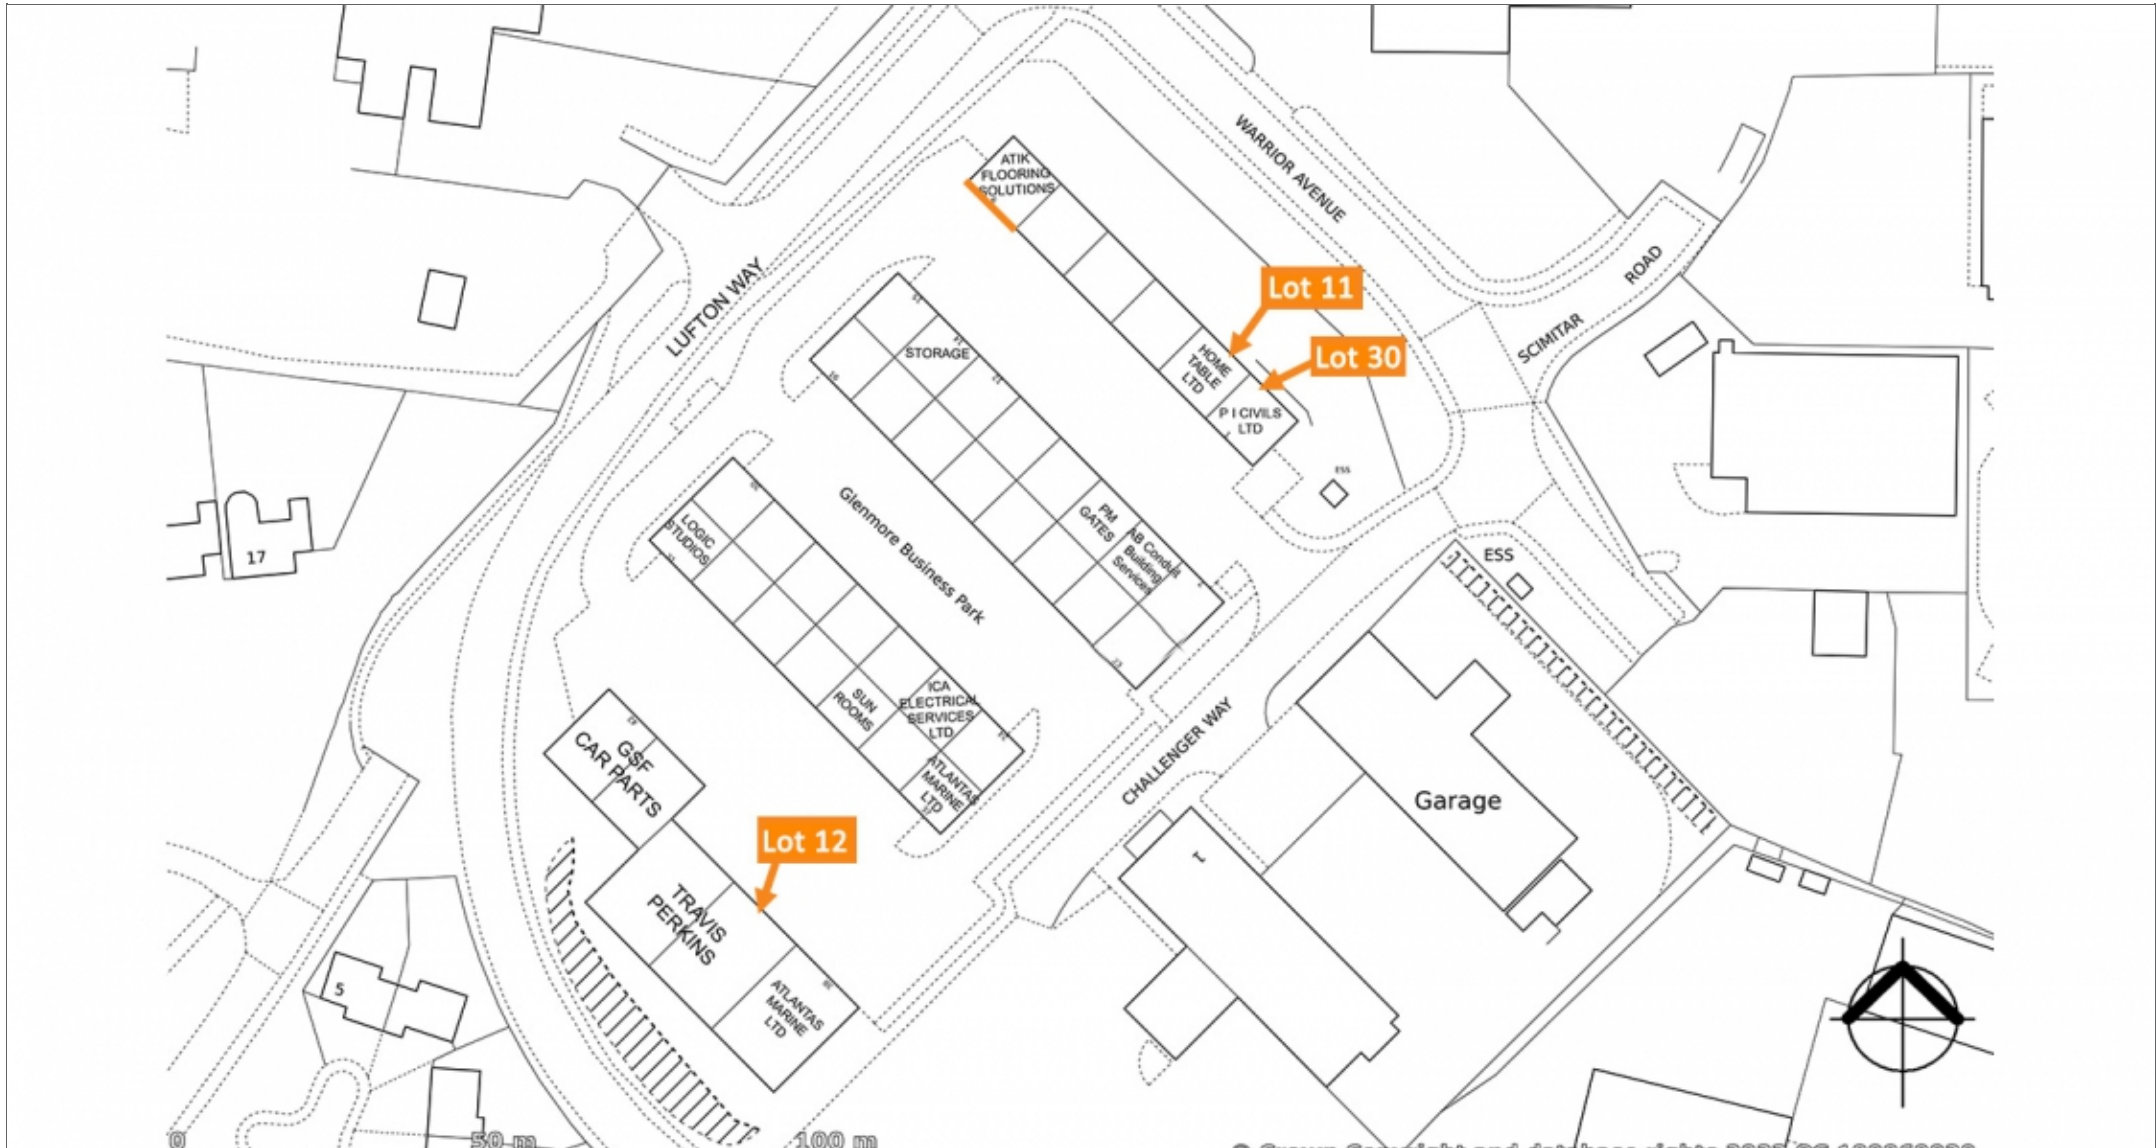 WARRIOR AVENUE
ATIK
FLOORING
SOLUTIONS
LUFTON WAY
Lot 11
Lot 30
ROAD
SCIMITAR
HOME
TABLE
LTD
P I CIVILS
LTD
STORAGE
ESS
PM
GATES
AB Conduit
Building
Services
Glenmore Business Park
LOGIC
STUDIOS
17
ESS
SUN
ROOMS
ICA
ELECTRICAL
SERVICES
LTD
ATLANTAS
MARINE
LTD
GSF
CAR PARTS
CHALLENGER WAY
Garage
1
Lot 12
TRAVIS
PERKINS
ATLANTAS
MARINE
LTD
5
0
50 m
100 m